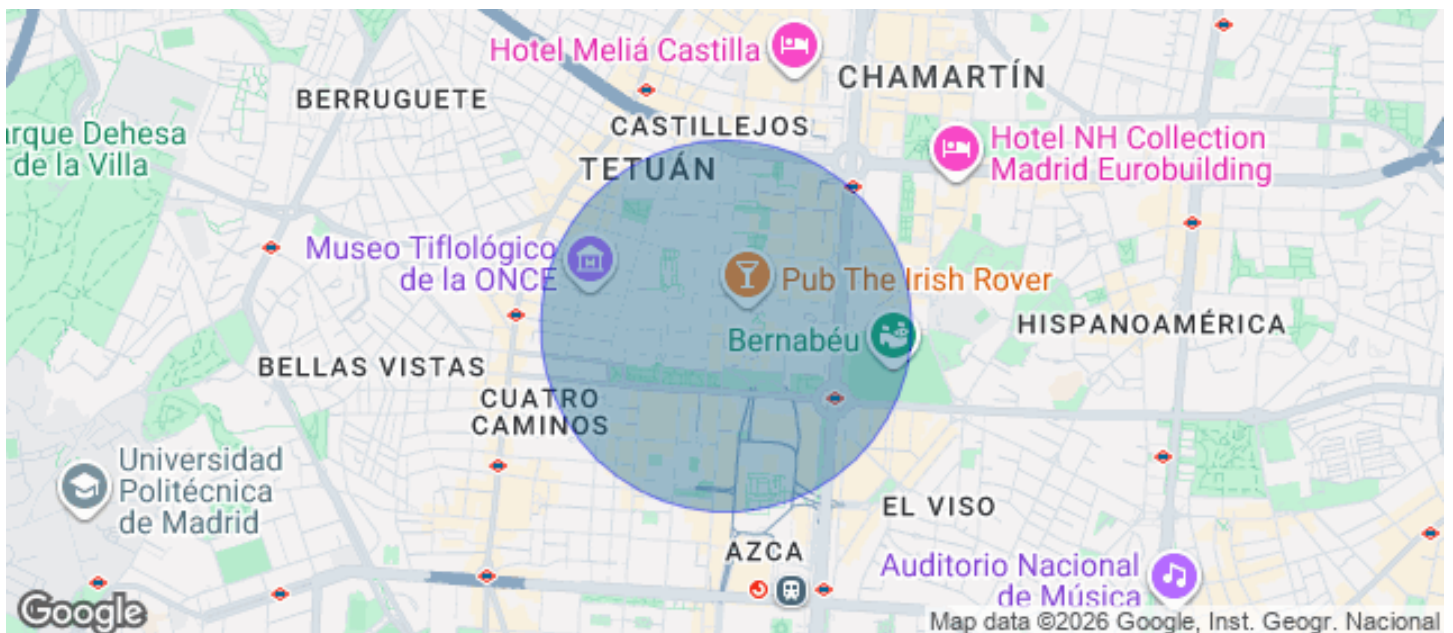 Hotel Meliá Castilla
CHAMARTÍN
BERRUGUETE
CASTILLEJOS
arque Dehesa
de la Villa
TETUÁN
Hotel NH Collection
Madrid Eurobuilding
Museo Tiflológico
de la ONCE
Pub The Irish Rover
Bernabéu
HISPANOAMÉRICA
BELLAS VISTAS
CUATRO
CAMINOS
Universidad
Politécnica
de Madrid
EL VISO
AZCA
Auditorio Nacional
de Música
Google
Map data ©2026 Google, Inst. Geogr. Nacional